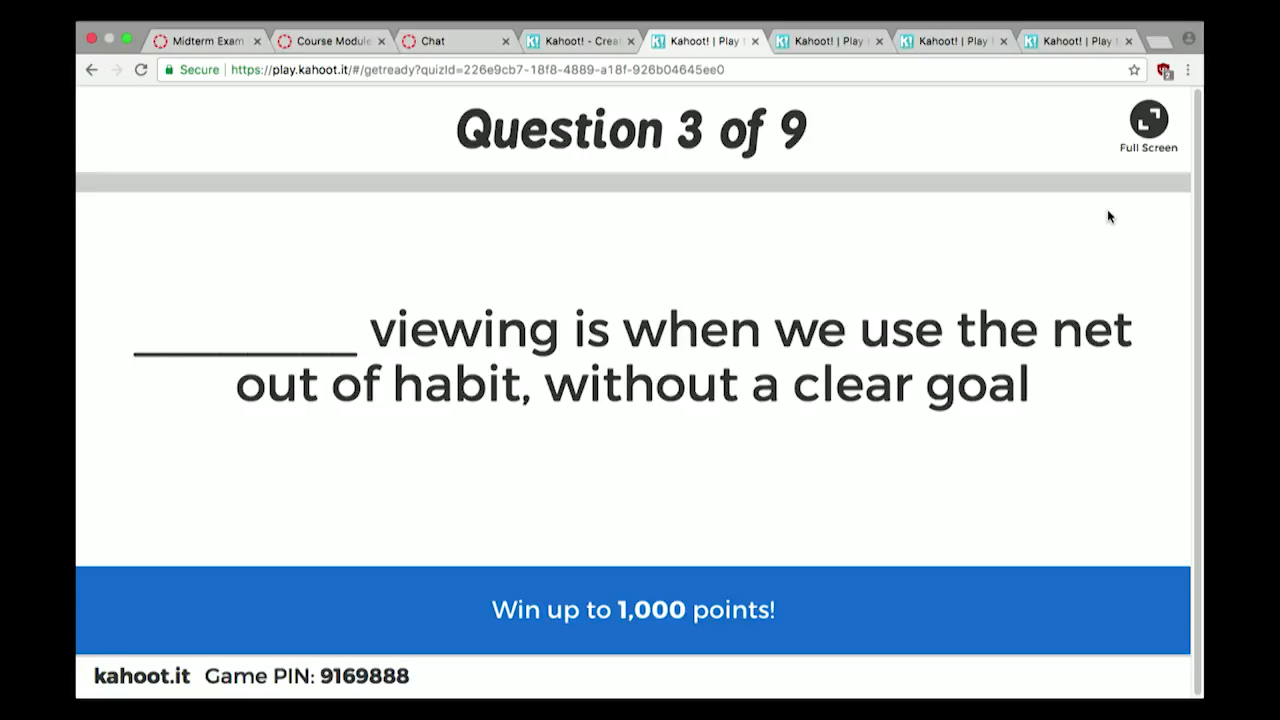 Midterm Exam
Course Module
Chat
Kahoot! - Crea
Kahoot! | Play
Kahoot! | Play
Kahoot! | Play
Kahoot! | Play
Secure
https://play.kahoot.it/#/getready?quizId=226e9cb7-18f8-4889-a18f-926b04645ee0
2
Question 3 of 9
Full Screen
__________ viewing is when we use the net
out of habit, without a clear goal
Win up to 1,000 points!
kahoot.it Game PIN: 9169888